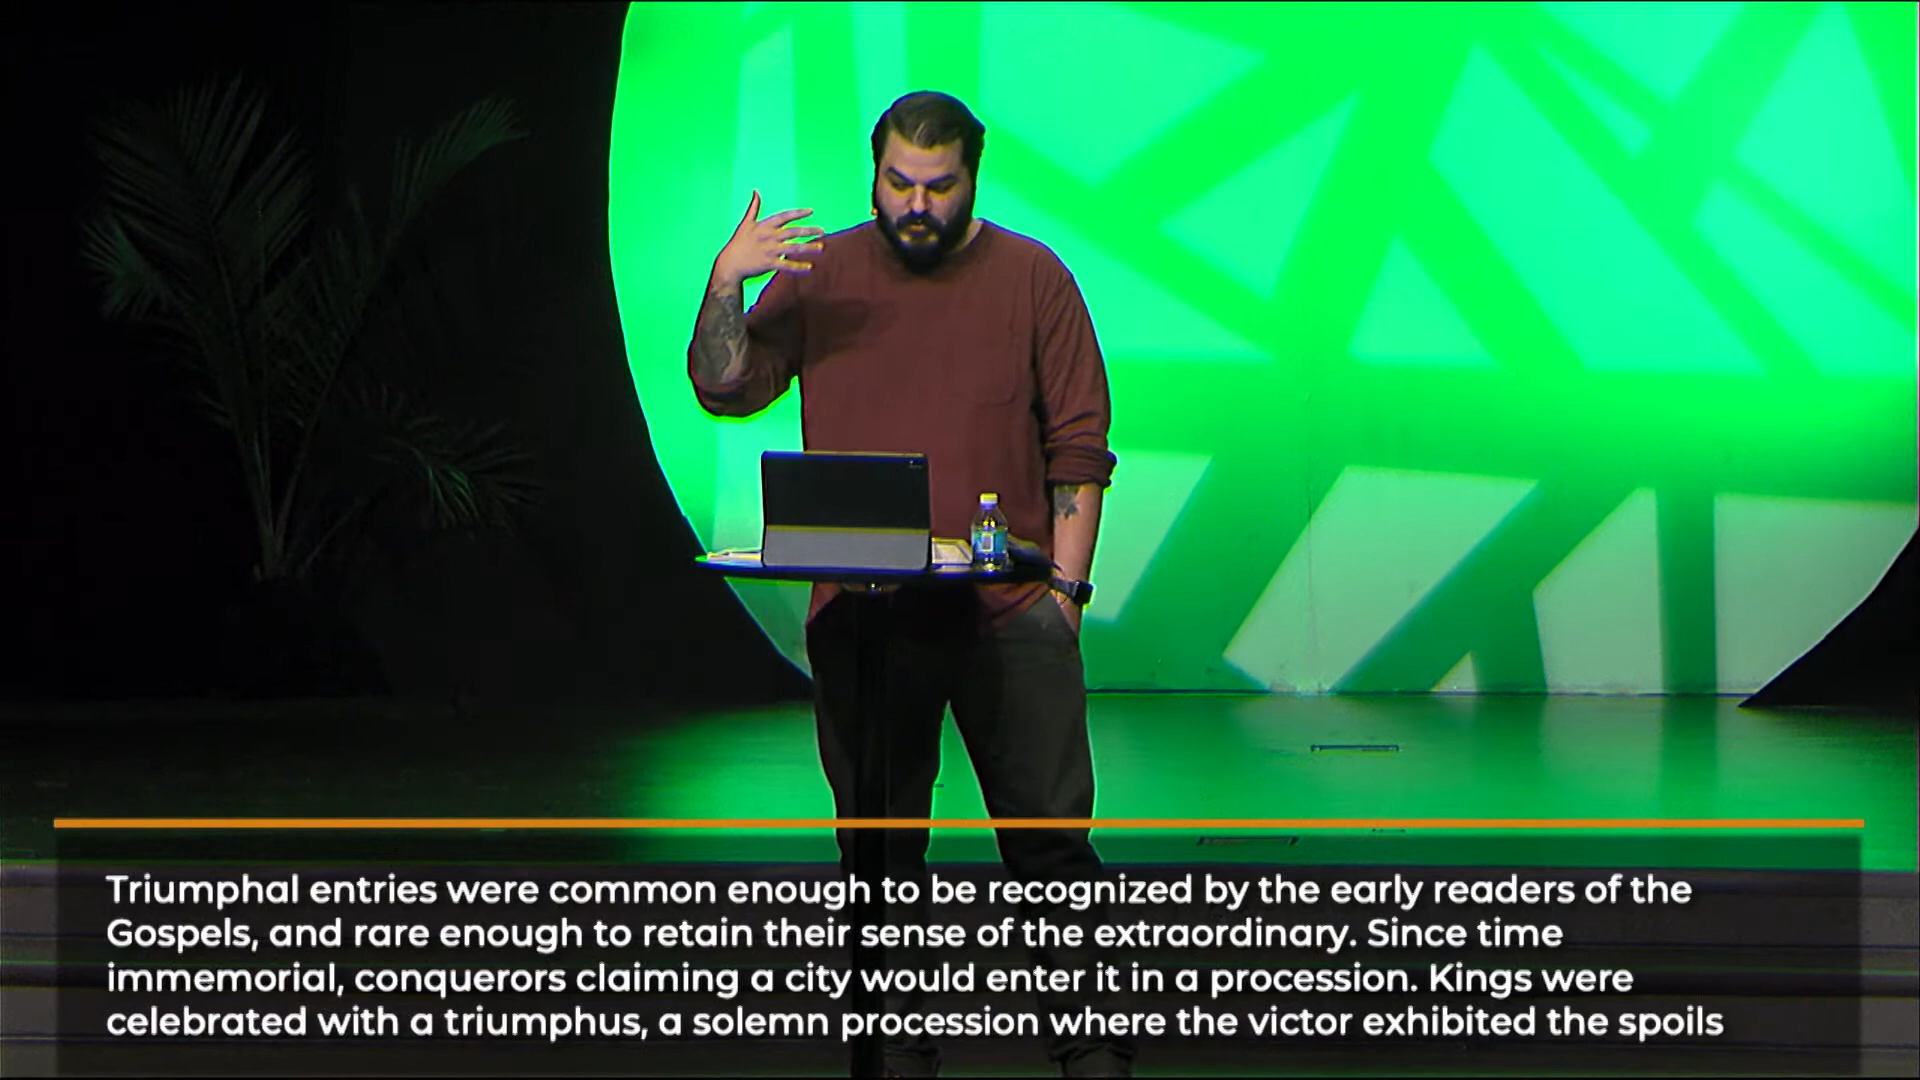 Triumphal entries were common enough to be recognized by the early readers of the
Gospels, and rare enough to retain their sense of the extraordinary. Since time
immemorial, conquerors claiming a city would enter it in a procession. Kings were
celebrated with a triumphus, a solemn procession where the victor exhibited the spoils